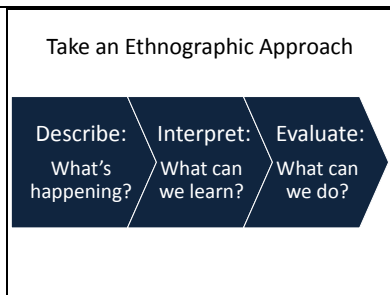 Take an Ethnographic Approach
Describe:
What's
happening?
Interpret:
What can
we learn?
Evaluate:
What can
we do?